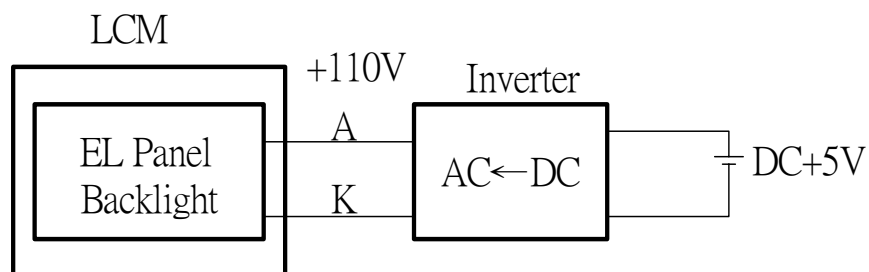 LCM
+110V
Inverter
A
EL Panel
Backlight
AC←DC
DC+5V
K